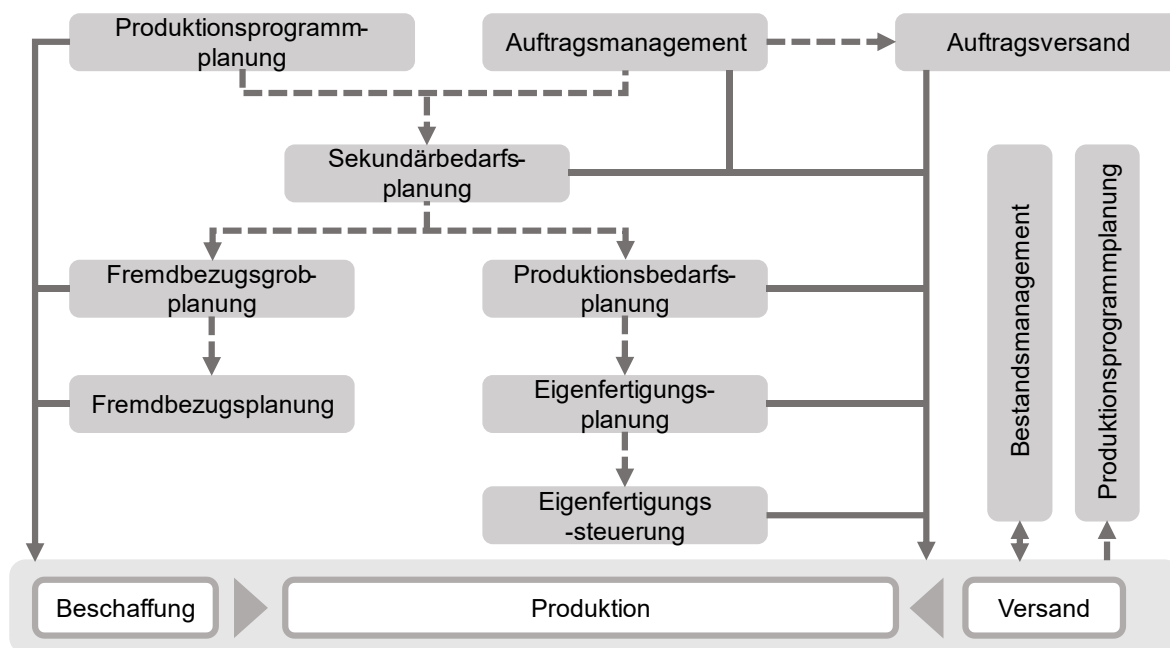 Produktionsprogramm-
planung
Auftragsmanagement
Auftragsversand
Sekundärbedarfs-
planung
Fremdbezugsgrob-
planung
Produktionsbedarfs-
planung
Fremdbezugsplanung
Eigenfertigungs-
planung
Eigenfertigungs
-steuerung
Bestandsmanagement
Produktionsprogrammplanung
Beschaffung
Produktion
Versand